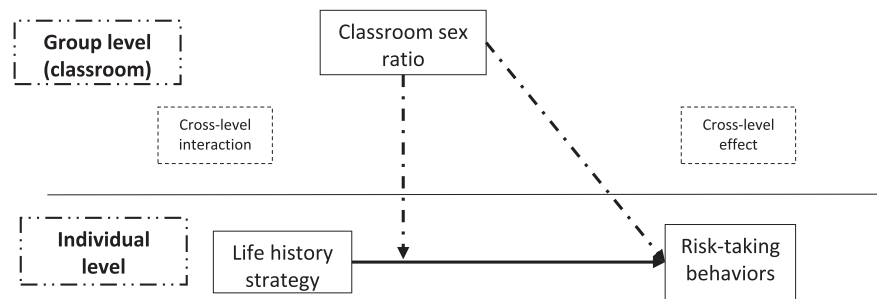 Group level
(classroom)
Classroom sex
ratio
Cross-level
interaction
Cross-level
effect
Individual
level
Life history
strategy
Risk-taking
behaviors